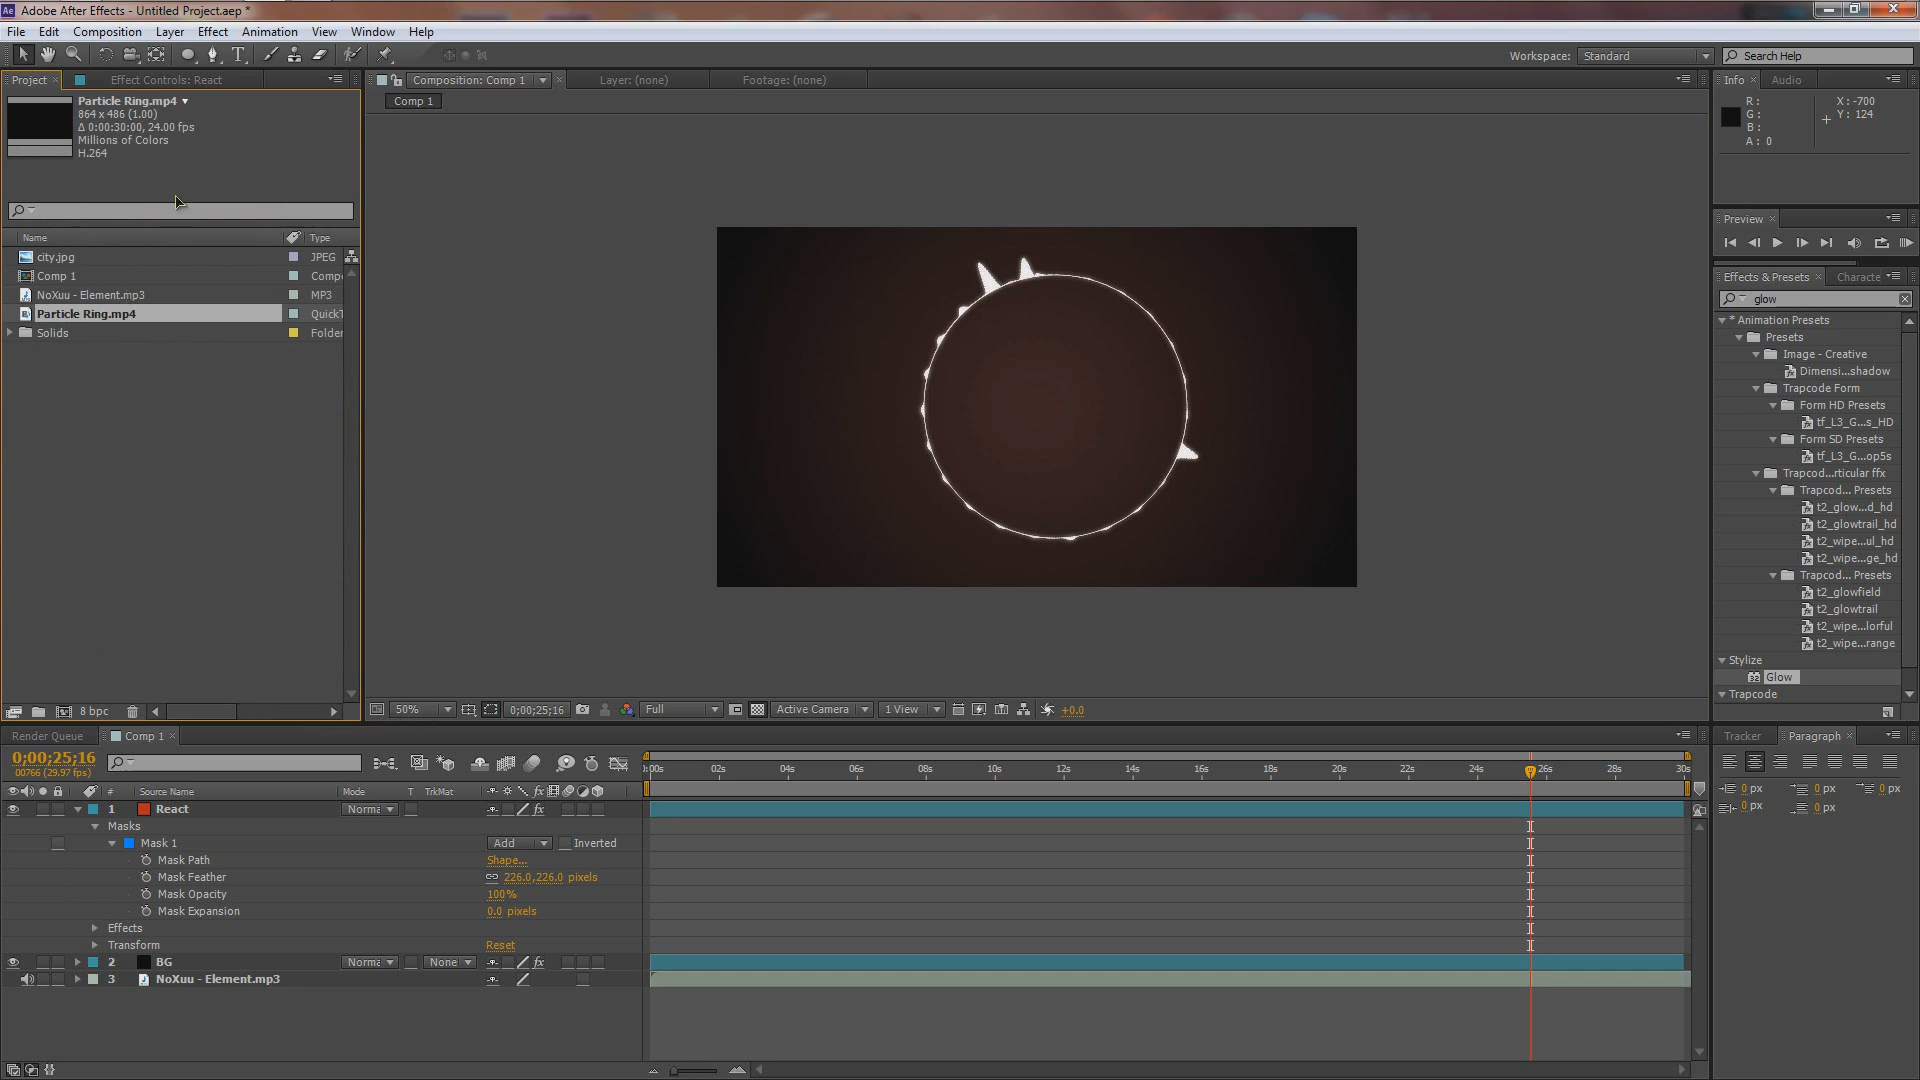 Ae Adobe After Effects - Untitled Project.aep *
File Edit Composition Layer Effect Animation View Window Help
Workspace: Standard Search Help
Project Effect Controls: React
Composition: Comp 1 Layer: (none) Footage: (none)
Comp 1
Particle Ring.mp4
864 x 486 (1.00)
Δ 0:00:30:00, 24.00 fps
Millions of Colors
H.264
Name Type
city.jpg JPEG
Comp 1 Compo
NoXuu - Element.mp3 MP3
Particle Ring.mp4 QuickT
Solids Folder
8 bpc
50% 0;00;25;16 Full Active Camera 1 View +0.0
Info Audio
R: X: -700
G: Y: 124
B:
A: 0
Preview
Effects & Presets Characte
glow
* Animation Presets
Presets
Image - Creative
Dimensi...shadow
Trapcode Form
Form HD Presets
tf_L3_G...s_HD
Form SD Presets
tf_L3_G...op5s
Trapcod...rticular ffx
Trapcod... Presets
t2_glow...d_hd
t2_glowtrail_hd
t2_wipe...ul_hd
t2_wipe...ge_hd
Trapcod... Presets
t2_glowfield
t2_glowtrail
t2_wipe...lorful
t2_wipe...range
Stylize
32 Glow
Trapcode
Render Queue Comp 1
0;00;25;16
00766 (29.97 fps)
:00s 02s 04s 06s 08s 10s 12s 14s 16s 18s 20s 22s 24s 26s 28s 30s
# Source Name Mode T TrkMat fx
1 React Norma fx
Masks
Mask 1 Add Inverted
Mask Path Shape...
Mask Feather 226.0,226.0 pixels
Mask Opacity 100%
Mask Expansion 0.0 pixels
Effects
Transform Reset
2 BG Norma None fx
3 NoXuu - Element.mp3
Tracker Paragraph
0 px 0 px 0 px
0 px 0 px